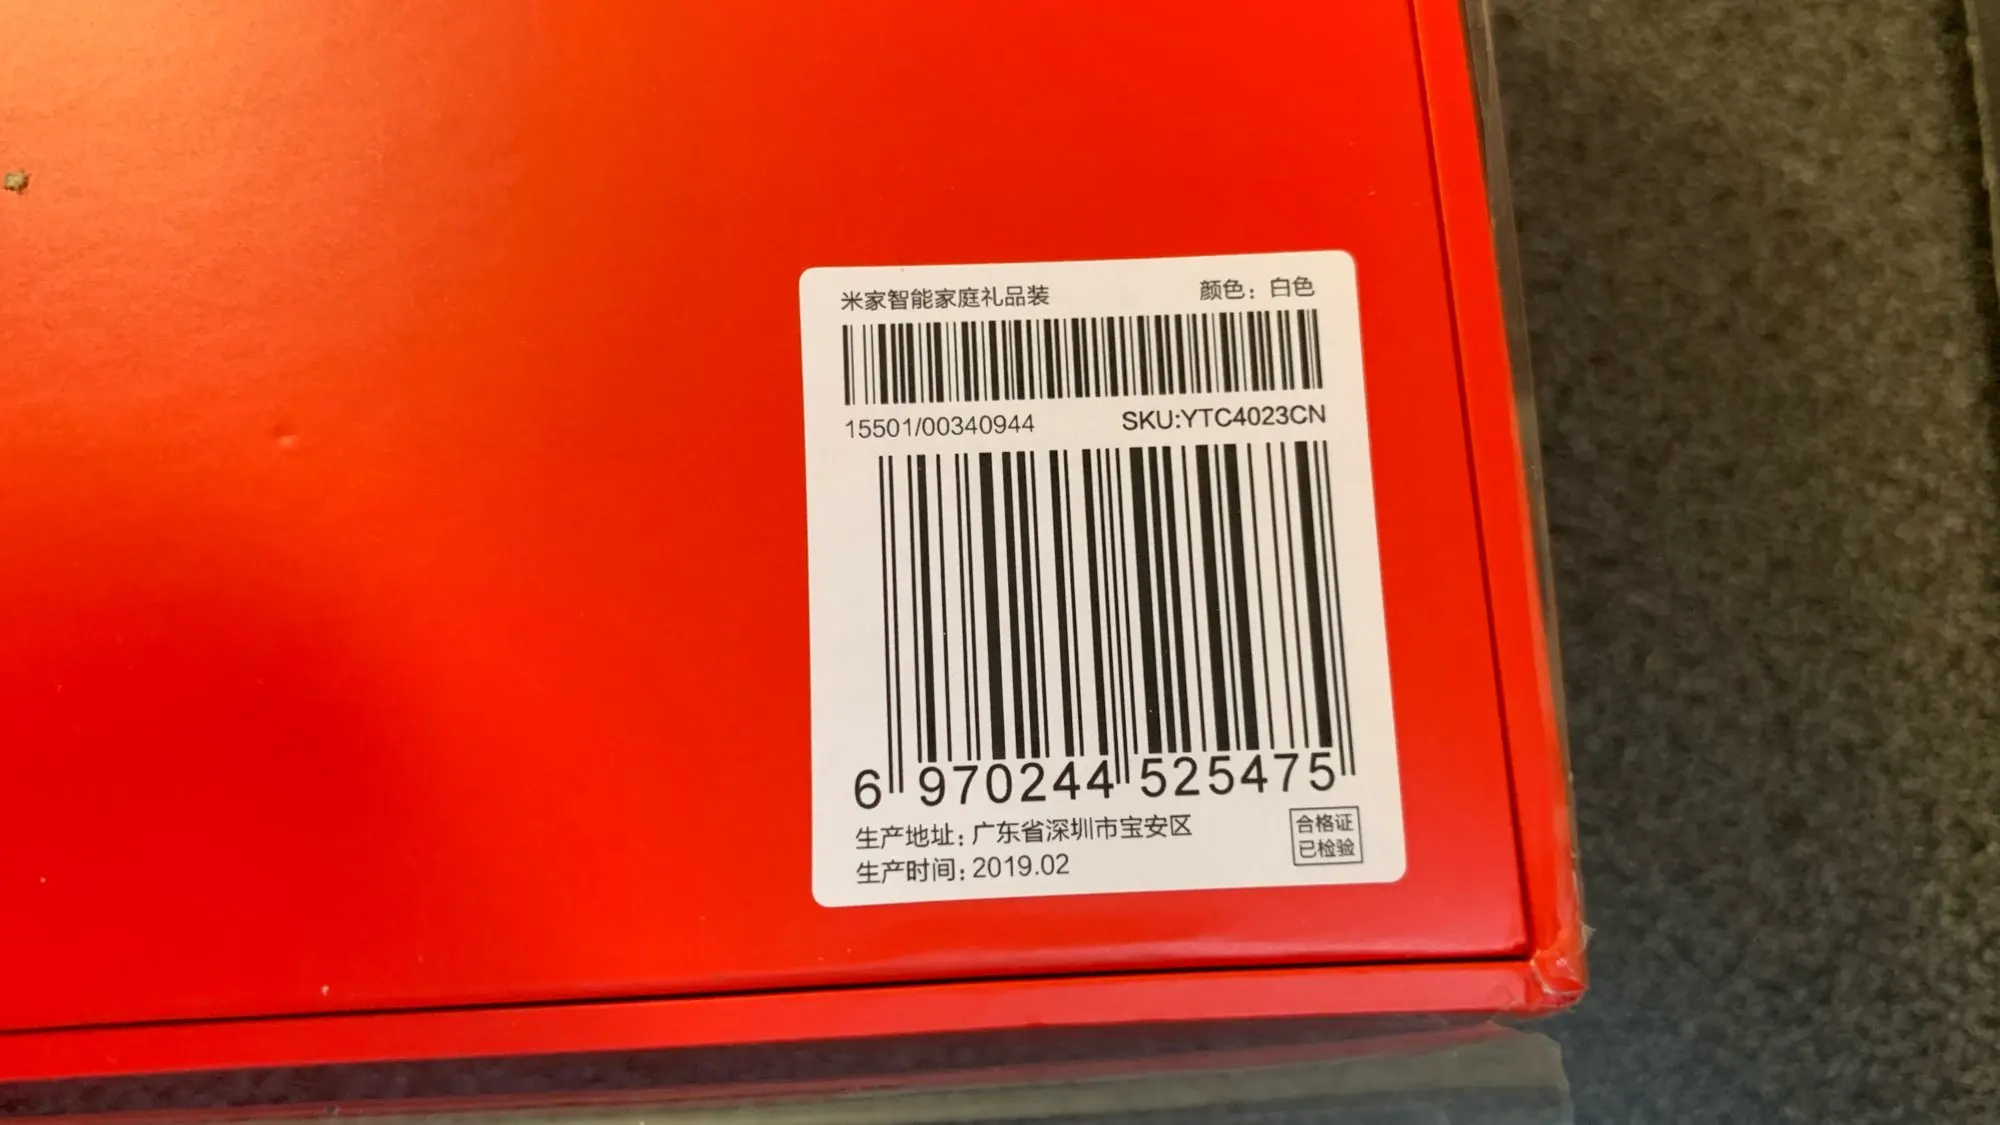 米家智能家庭礼品装 颜色：白色
15501/00340944 SKU:YTC4023CN
6 970244 525475
生产地址：广东省深圳市宝安区
生产时间：2019.02
合格证
已检验